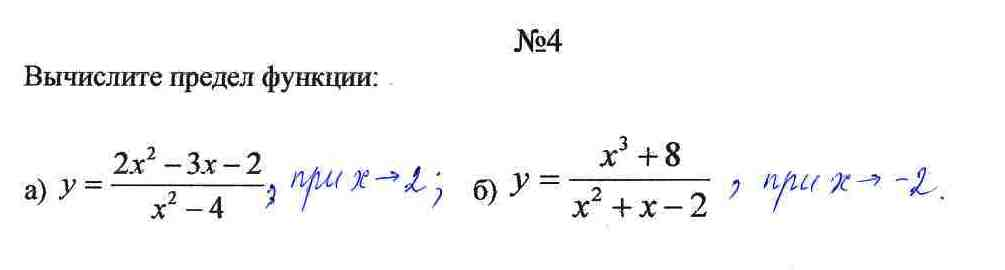 №4
Вычислите предел функции:
а) y = (2x² − 3x − 2)/(x² − 4), при x → 2; б) y = (x³ + 8)/(x² + x − 2), при x → -2.